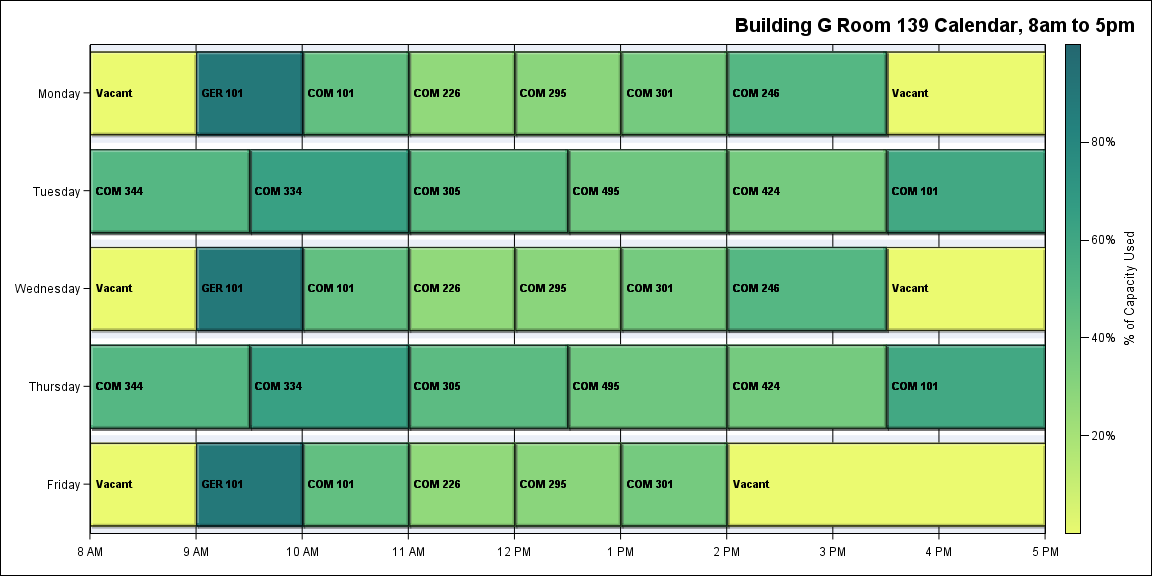 Building G Room 139 Calendar, 8am to 5pm
Monday
Vacant
GER 101
COM 101
COM 226
COM 295
COM 301
COM 246
Vacant
Tuesday
COM 344
COM 334
COM 305
COM 495
COM 424
COM 101
Wednesday
Vacant
GER 101
COM 101
COM 226
COM 295
COM 301
COM 246
Vacant
Thursday
COM 344
COM 334
COM 305
COM 495
COM 424
COM 101
Friday
Vacant
GER 101
COM 101
COM 226
COM 295
COM 301
Vacant
8 AM
9 AM
10 AM
11 AM
12 PM
1 PM
2 PM
3 PM
4 PM
5 PM
80%
60%
40%
20%
% of Capacity Used